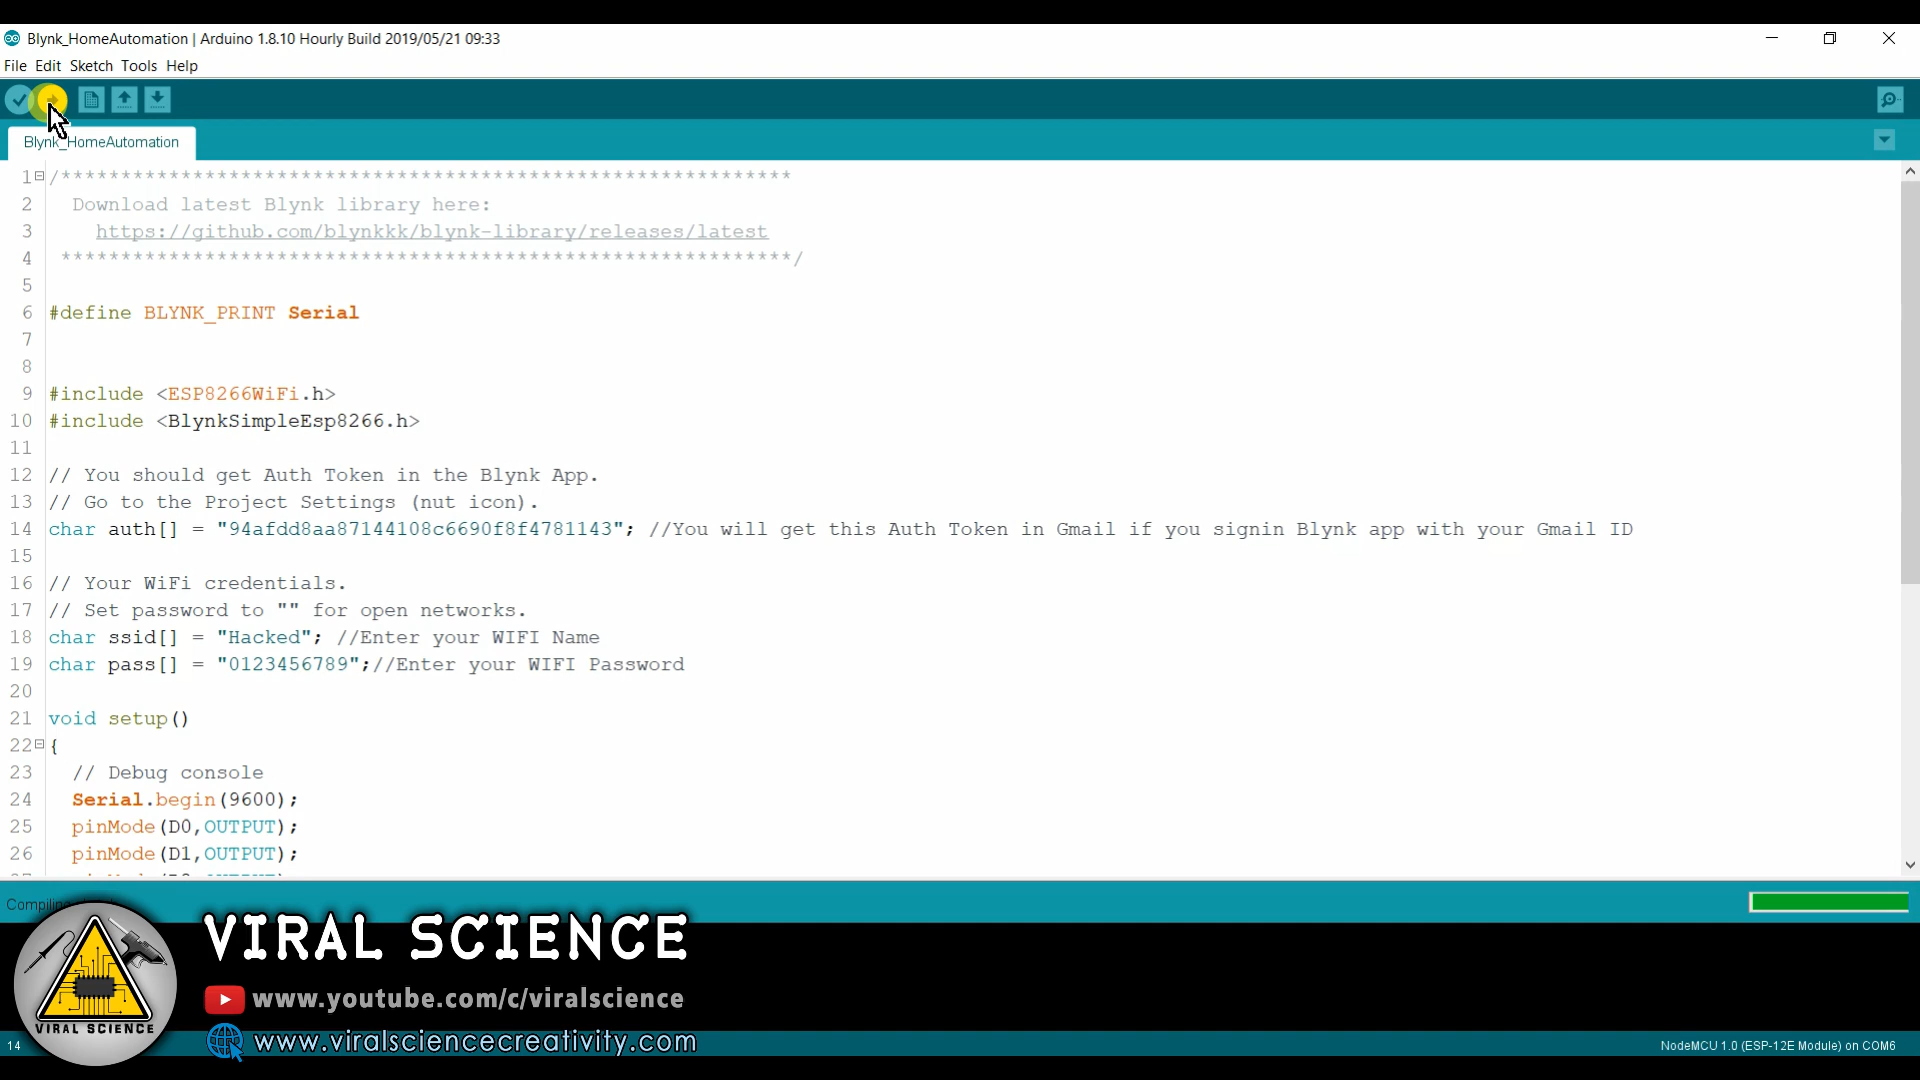 Blynk_HomeAutomation | Arduino 1.8.10 Hourly Build 2019/05/21 09:33
File Edit Sketch Tools Help
Blynk_HomeAutomation
1 /*************************************************************
2 Download latest Blynk library here:
3 https://github.com/blynkkk/blynk-library/releases/latest
4 *************************************************************/
5
6 #define BLYNK_PRINT Serial
7
8
9 #include <ESP8266WiFi.h>
10 #include <BlynkSimpleEsp8266.h>
11
12 // You should get Auth Token in the Blynk App.
13 // Go to the Project Settings (nut icon).
14 char auth[] = "94afdd8aa87144108c6690f8f4781143"; //You will get this Auth Token in Gmail if you signin Blynk app with your Gmail ID
15
16 // Your WiFi credentials.
17 // Set password to "" for open networks.
18 char ssid[] = "Hacked"; //Enter your WIFI Name
19 char pass[] = "0123456789";//Enter your WIFI Password
20
21 void setup()
22 {
23 // Debug console
24 Serial.begin(9600);
25 pinMode(D0,OUTPUT);
26 pinMode(D1,OUTPUT);
VIRAL SCIENCE
www.youtube.com/c/viralscience
VIRAL SCIENCE
www.viralsciencecreativity.com
14
NodeMCU 1.0 (ESP-12E Module) on COM6